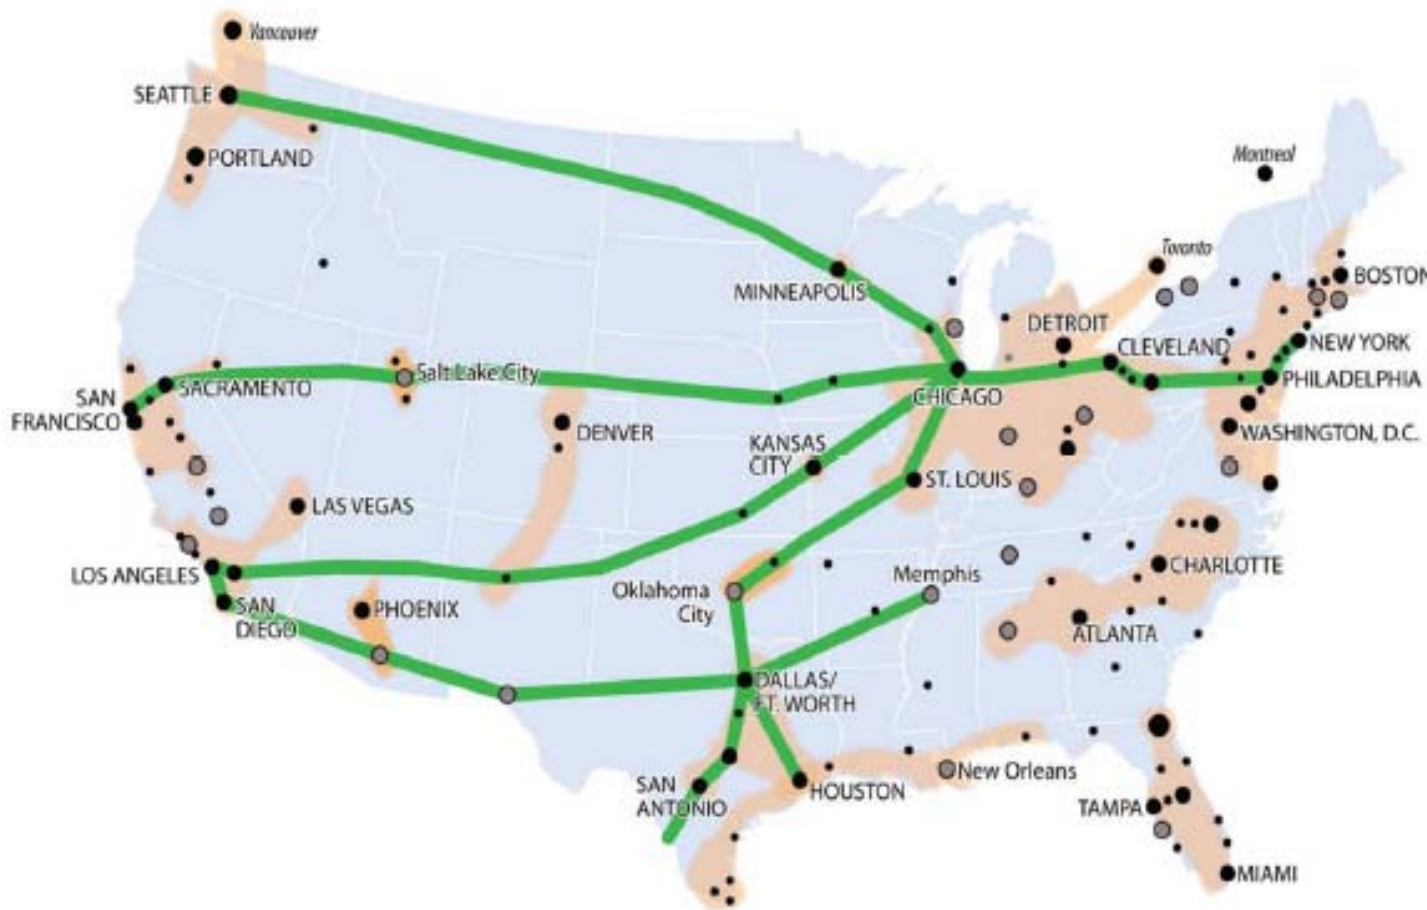 Vancouver
SEATTLE
PORTLAND
Montreal
Toronto
BOSTON
MINNEAPOLIS
DETROIT
CLEVELAND
NEW YORK
PHILADELPHIA
SACRAMENTO
Salt Lake City
CHICAGO
SAN
FRANCISCO
DENVER
KANSAS
CITY
WASHINGTON, D.C.
LAS VEGAS
ST. LOUIS
LOS ANGELES
Oklahoma
City
Memphis
CHARLOTTE
SAN
DIEGO
PHOENIX
ATLANTA
DALLAS/
FT. WORTH
SAN
ANTONIO
HOUSTON
New Orleans
TAMPA
MIAMI